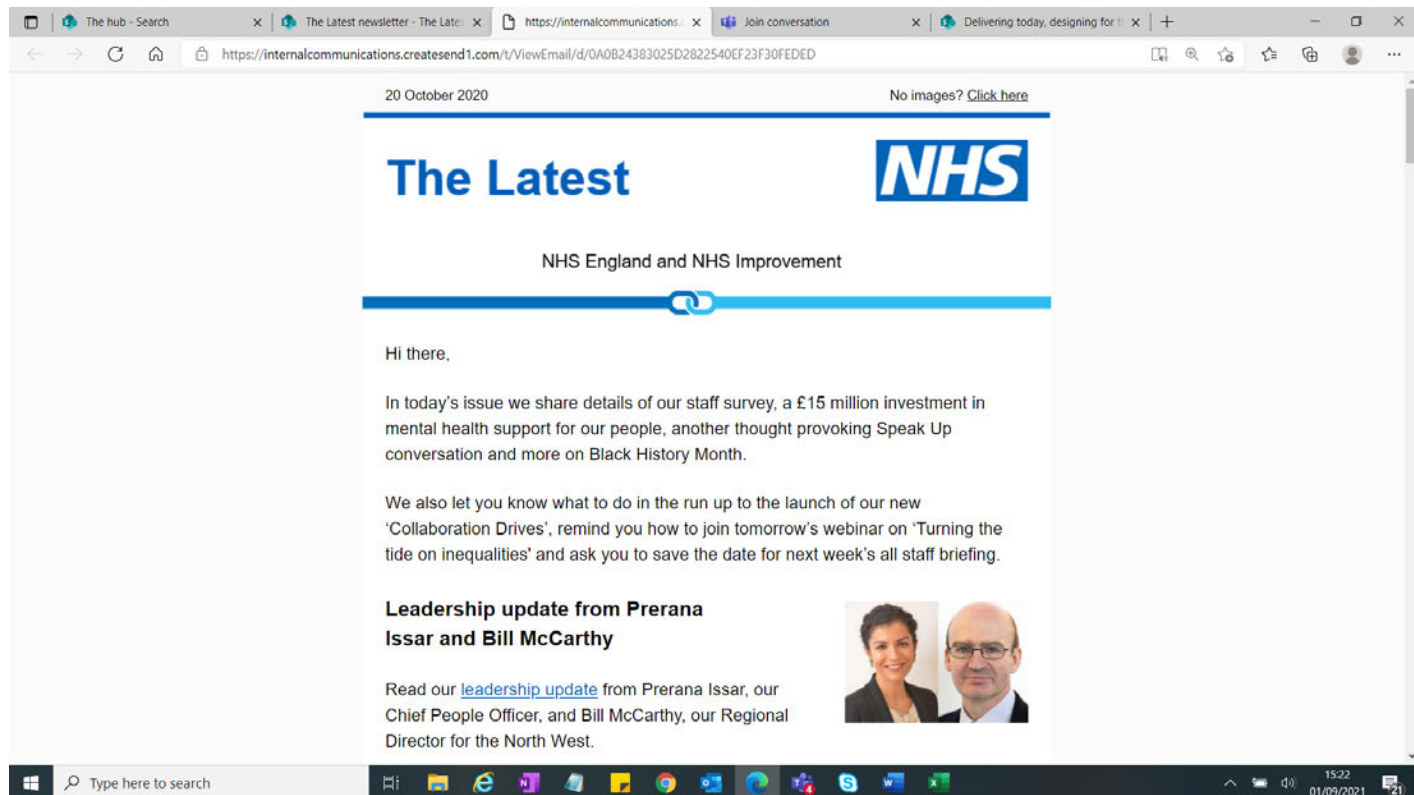 The hub - Search
The Latest newsletter - The Lates
https://internalcommunications.
Join conversation
Delivering today, designing for t
https://internalcommunications.createsend1.com/t/ViewEmail/d/0A0B24383025D2822540EF23F30FEDED
20 October 2020
No images? Click here
The Latest
NHS
NHS England and NHS Improvement
Hi there,
In today’s issue we share details of our staff survey, a £15 million investment in
mental health support for our people, another thought provoking Speak Up
conversation and more on Black History Month.
We also let you know what to do in the run up to the launch of our new
‘Collaboration Drives’, remind you how to join tomorrow’s webinar on ‘Turning the
tide on inequalities' and ask you to save the date for next week’s all staff briefing.
Leadership update from Prerana
Issar and Bill McCarthy
Read our leadership update from Prerana Issar, our
Chief People Officer, and Bill McCarthy, our Regional
Director for the North West.
Type here to search
15:22
01/09/2021
21